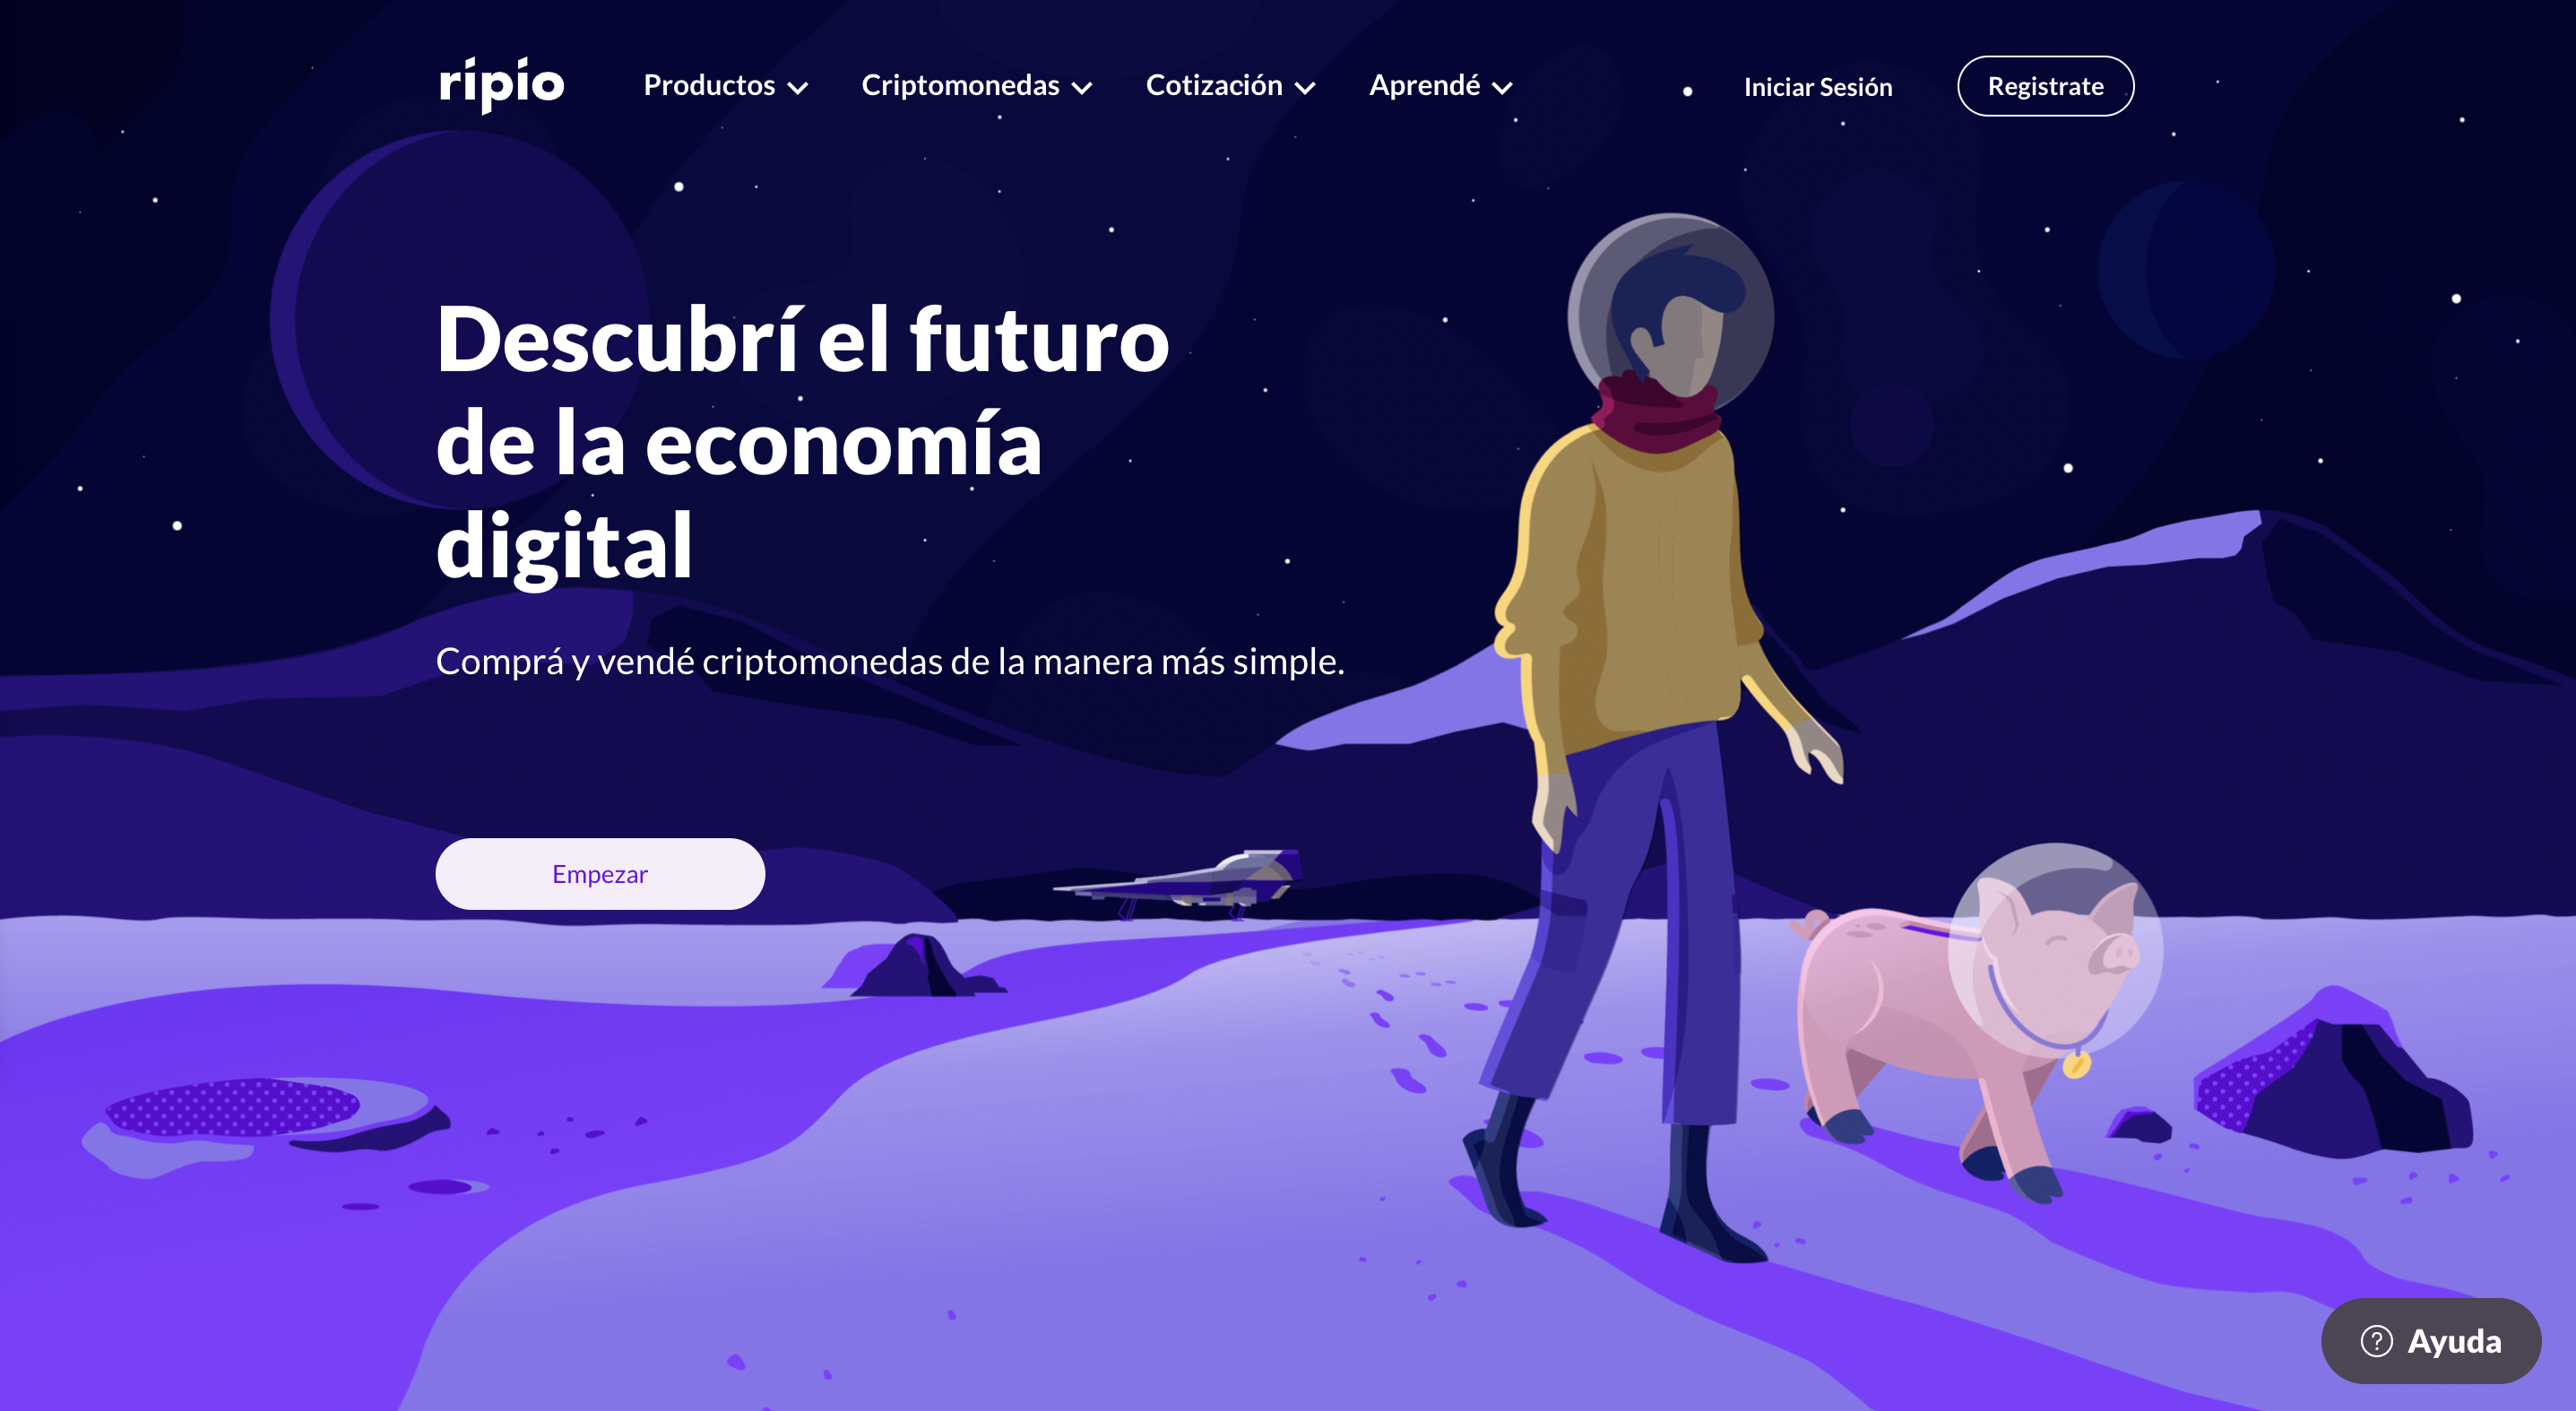 ripio
Productos
Criptomonedas
Cotización
Aprendé
Iniciar Sesión
Registrate
Descubrí el futuro
de la economía
digital
Comprá y vendé criptomonedas de la manera más simple.
Empezar
Ayuda